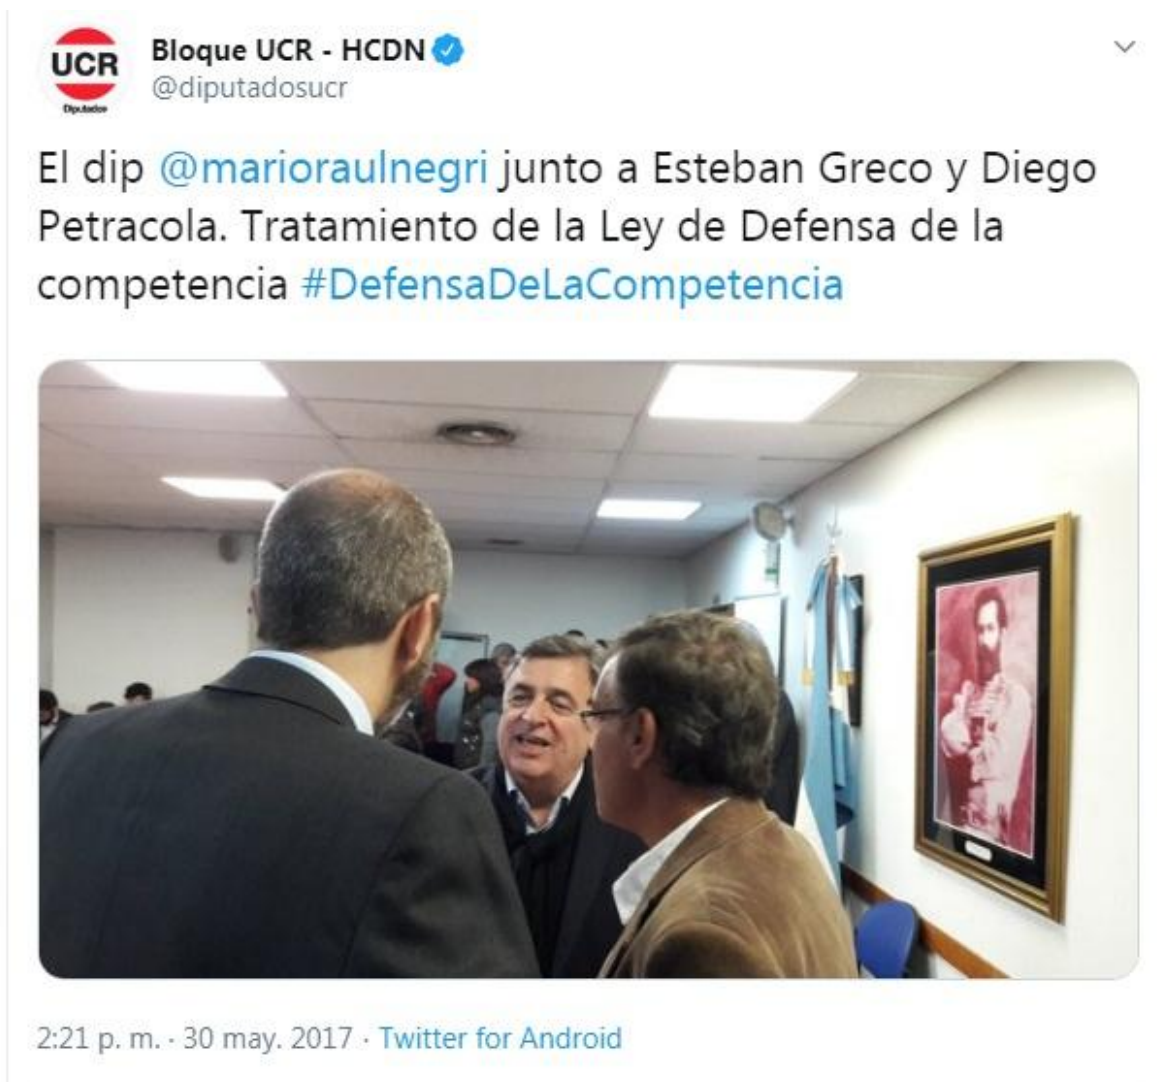 UCR
Diputados
Bloque UCR - HCDN
@diputadosucr
El dip @marioraulnegri junto a Esteban Greco y Diego
Petracola. Tratamiento de la Ley de Defensa de la
competencia #DefensaDeLaCompetencia
2:21 p. m. · 30 may. 2017 · Twitter for Android